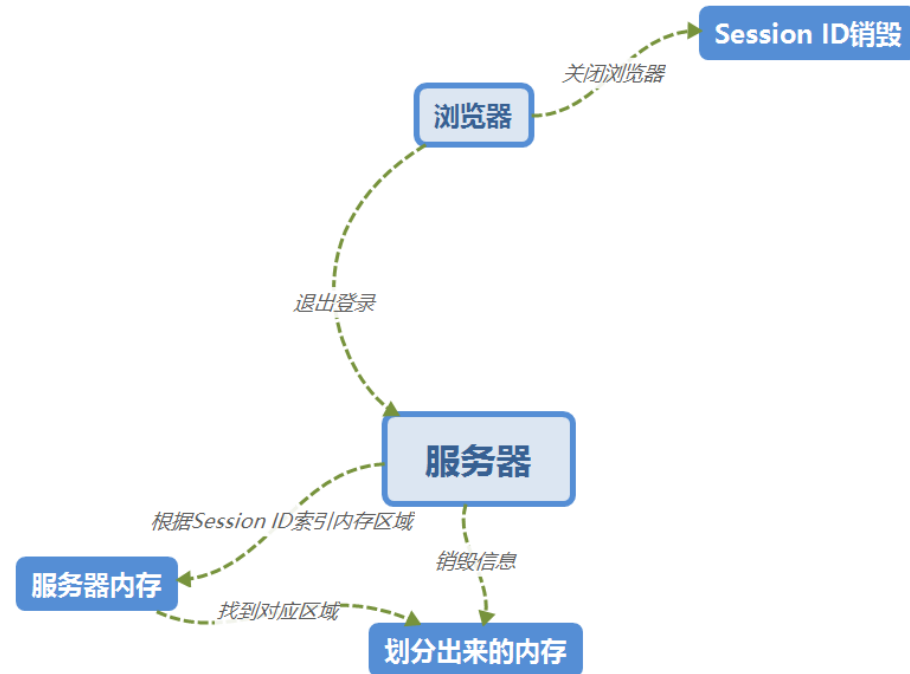 Session ID销毁
关闭浏览器
浏览器
退出登录
服务器
根据Session ID索引内存区域
销毁信息
服务器内存
找到对应区域
划分出来的内存